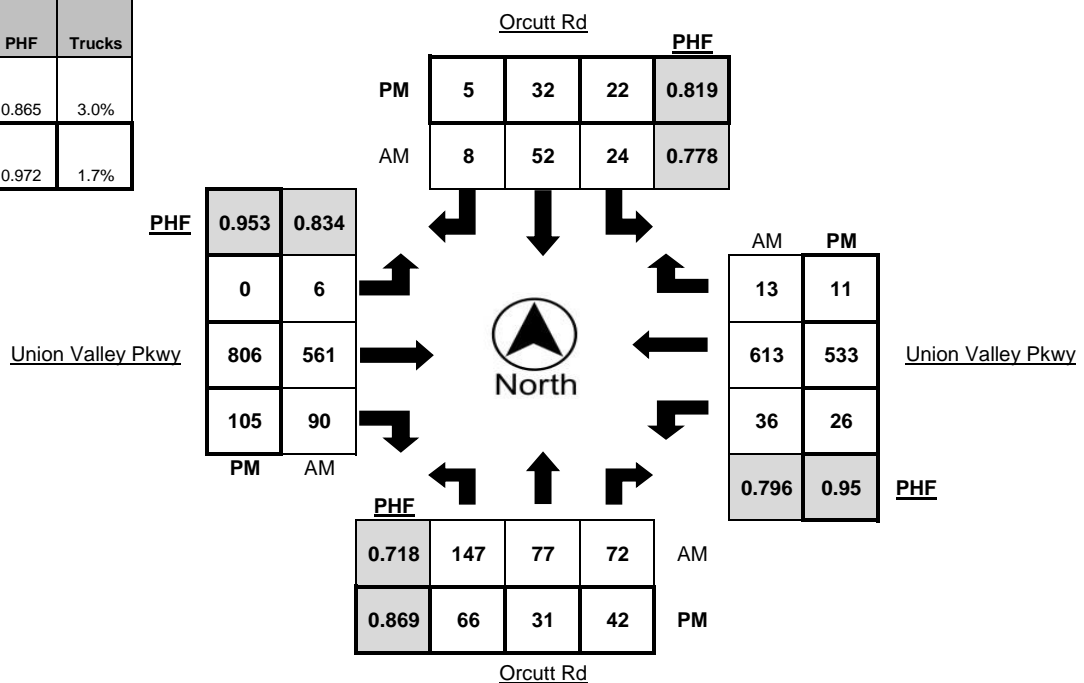 Orcutt Rd
PHF Trucks PHF
PM 5 32 22 0.819
0.865 3.0%
AM 8 52 24 0.778
0.972 1.7%
PHF 0.953 0.834
AM PM
0 6 13 11
Union Valley Pkwy 806 561 613 533 Union Valley Pkwy
North
105 90 36 26
PM AM
0.796 0.95 PHF
PHF
0.718 147 77 72 AM
0.869 66 31 42 PM
Orcutt Rd